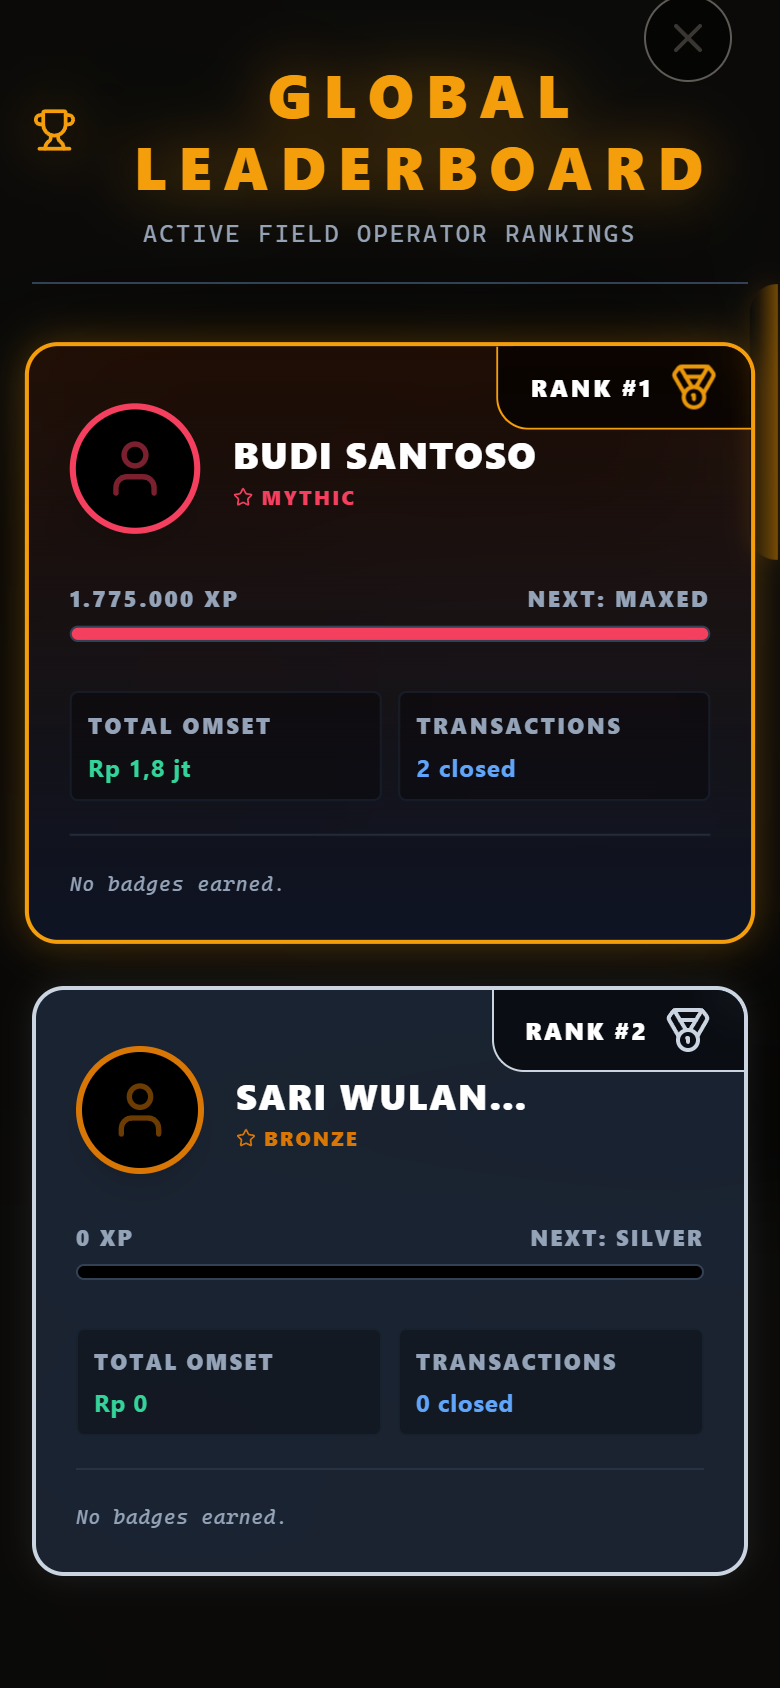 GLOBAL
LEADERBOARD
ACTIVE FIELD OPERATOR RANKINGS
RANK #1
BUDI SANTOSO
MYTHIC
1.775.000 XP
NEXT: MAXED
TOTAL OMSET
TRANSACTIONS
Rp 1,8 jt
2 closed
No badges earned.
RANK #2
SARI WULAN...
BRONZE
0 XP
NEXT: SILVER
TOTAL OMSET
TRANSACTIONS
Rp 0
0 closed
No badges earned.